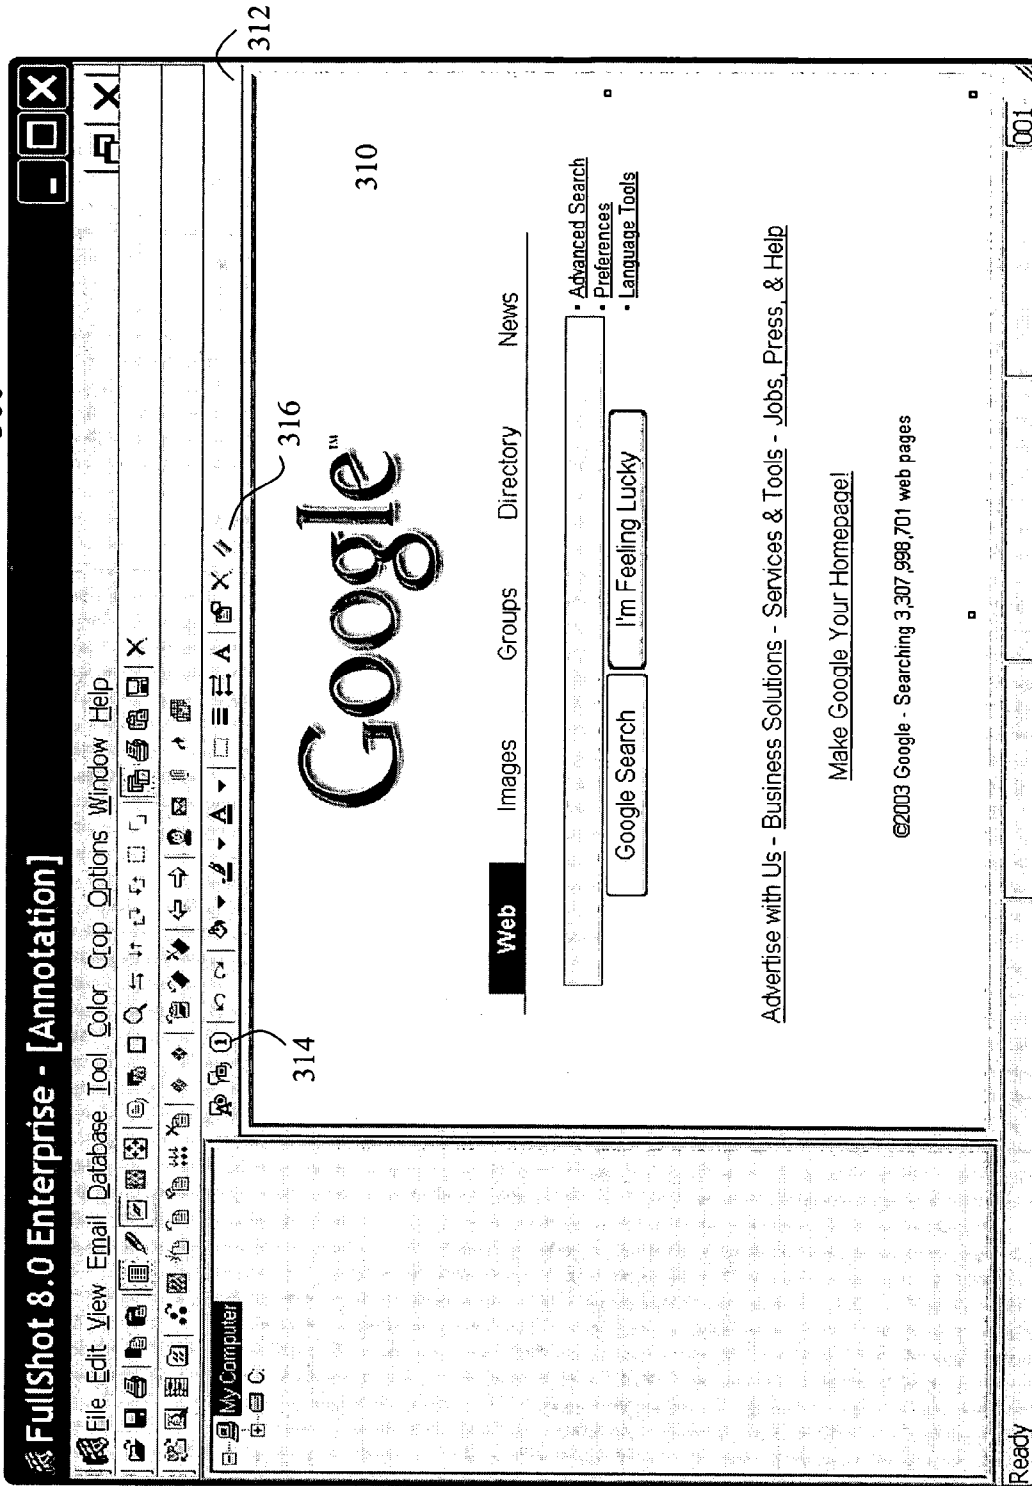 312
FullShot 8.0 Enterprise - [Annotation]
File Edit View Email Database Tool Color Crop Options Window Help
316
314
My Computer
C:
310
Google™
Web Images Groups Directory News
• Advanced Search
• Preferences
• Language Tools
Google Search I'm Feeling Lucky
Advertise with Us - Business Solutions - Services & Tools - Jobs, Press, & Help
Make Google Your Homepage!
©2003 Google - Searching 3,307,998,701 web pages
Ready 001